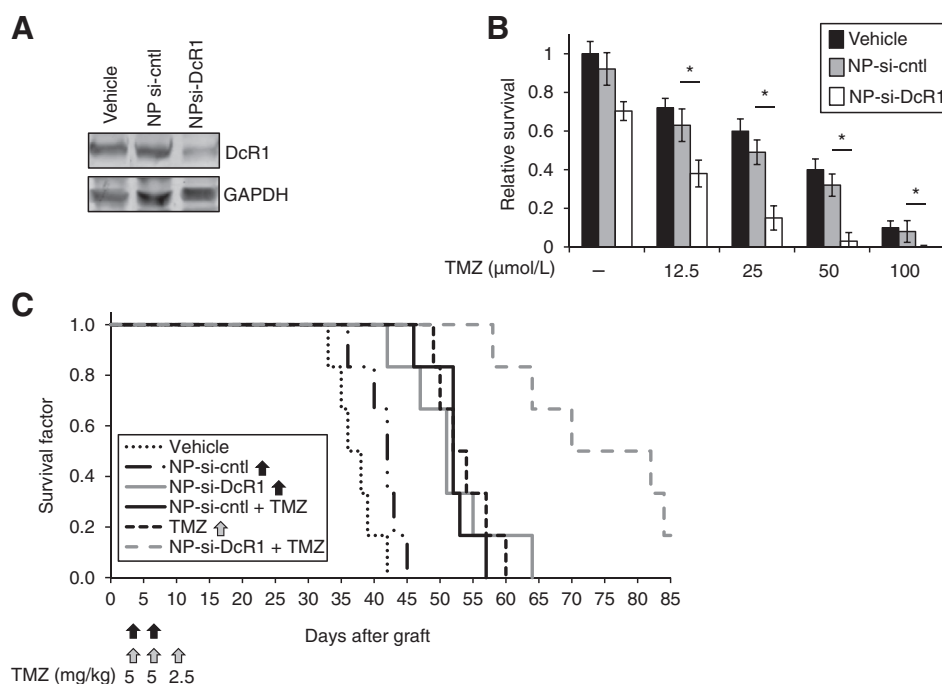 A
Vehicle
NP si-cntl
NPsi-DcR1
DcR1
GAPDH
B
Relative survival
1
0.8
0.6
0.4
0.2
0
Vehicle
NP-si-cntl
NP-si-DcR1
* * * *
TMZ (µmol/L) – 12.5 25 50 100
C
Survival factor
1.0
0.8
0.6
0.4
0.2
0.0
Vehicle
NP-si-cntl
NP-si-DcR1
NP-si-cntl + TMZ
TMZ
NP-si-DcR1 + TMZ
0 5 10 15 20 25 30 35 40 45 50 55 60 65 70 75 80 85
Days after graft
TMZ (mg/kg) 5 5 2.5